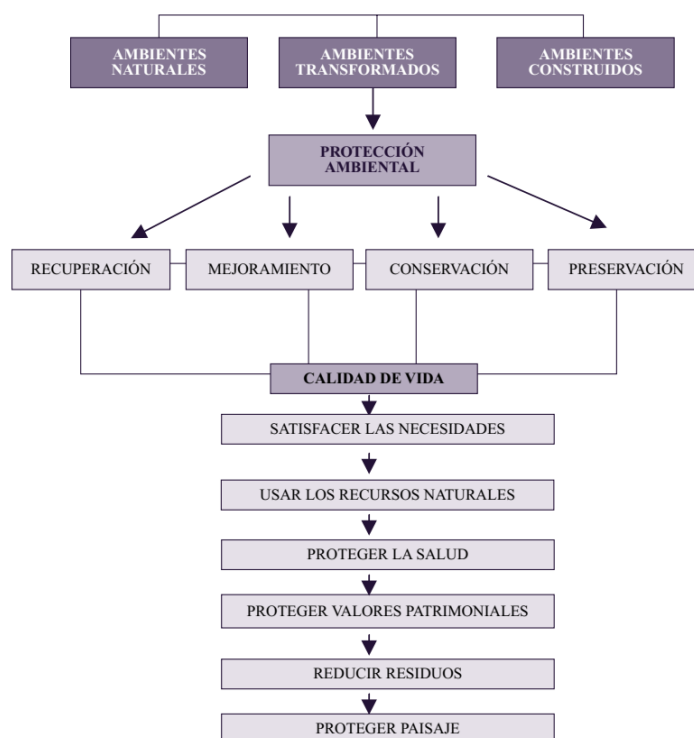 AMBIENTES
NATURALES
AMBIENTES
TRANSFORMADOS
AMBIENTES
CONSTRUIDOS
PROTECCIÓN
AMBIENTAL
RECUPERACIÓN
MEJORAMIENTO
CONSERVACIÓN
PRESERVACIÓN
CALIDAD DE VIDA
SATISFACER LAS NECESIDADES
USAR LOS RECURSOS NATURALES
PROTEGER LA SALUD
PROTEGER VALORES PATRIMONIALES
REDUCIR RESIDUOS
PROTEGER PAISAJE